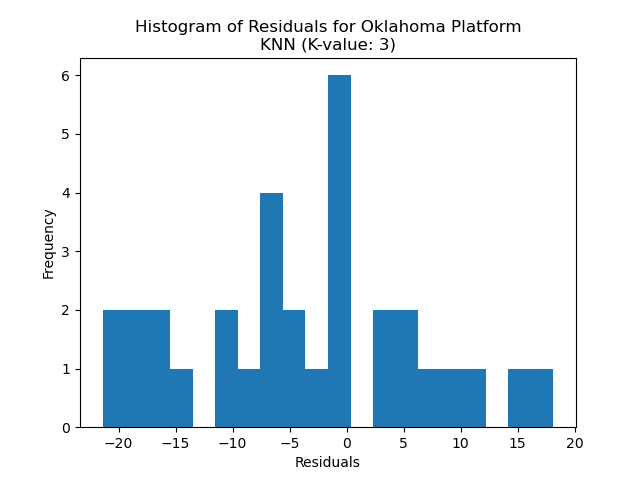 Histogram of Residuals for Oklahoma Platform
KNN (K-value: 3)
6
5
4
3
2
1
0
Frequency
−20 −15 −10 −5 0 5 10 15 20
Residuals